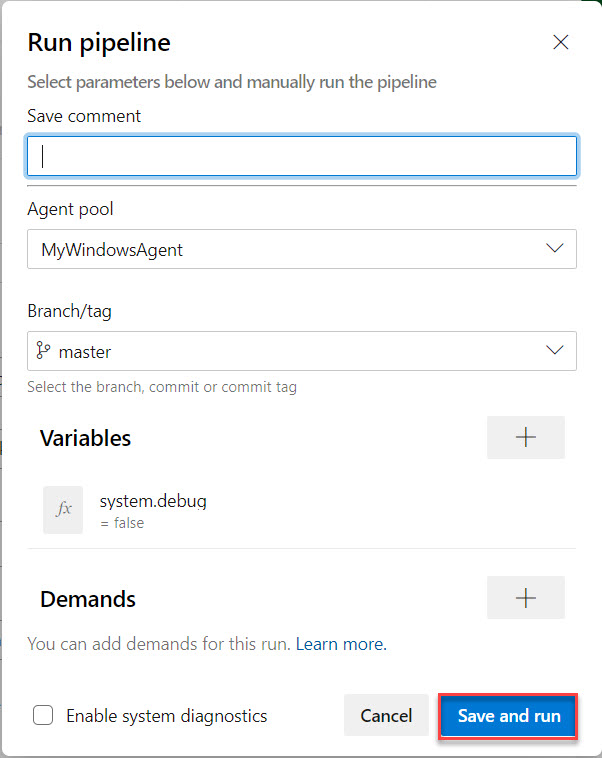 Run pipeline
Select parameters below and manually run the pipeline
Save comment
Agent pool
MyWindowsAgent
Branch/tag
master
Select the branch, commit or commit tag
Variables
fx
system.debug
= false
Demands
You can add demands for this run. Learn more.
Enable system diagnostics
Cancel
Save and run